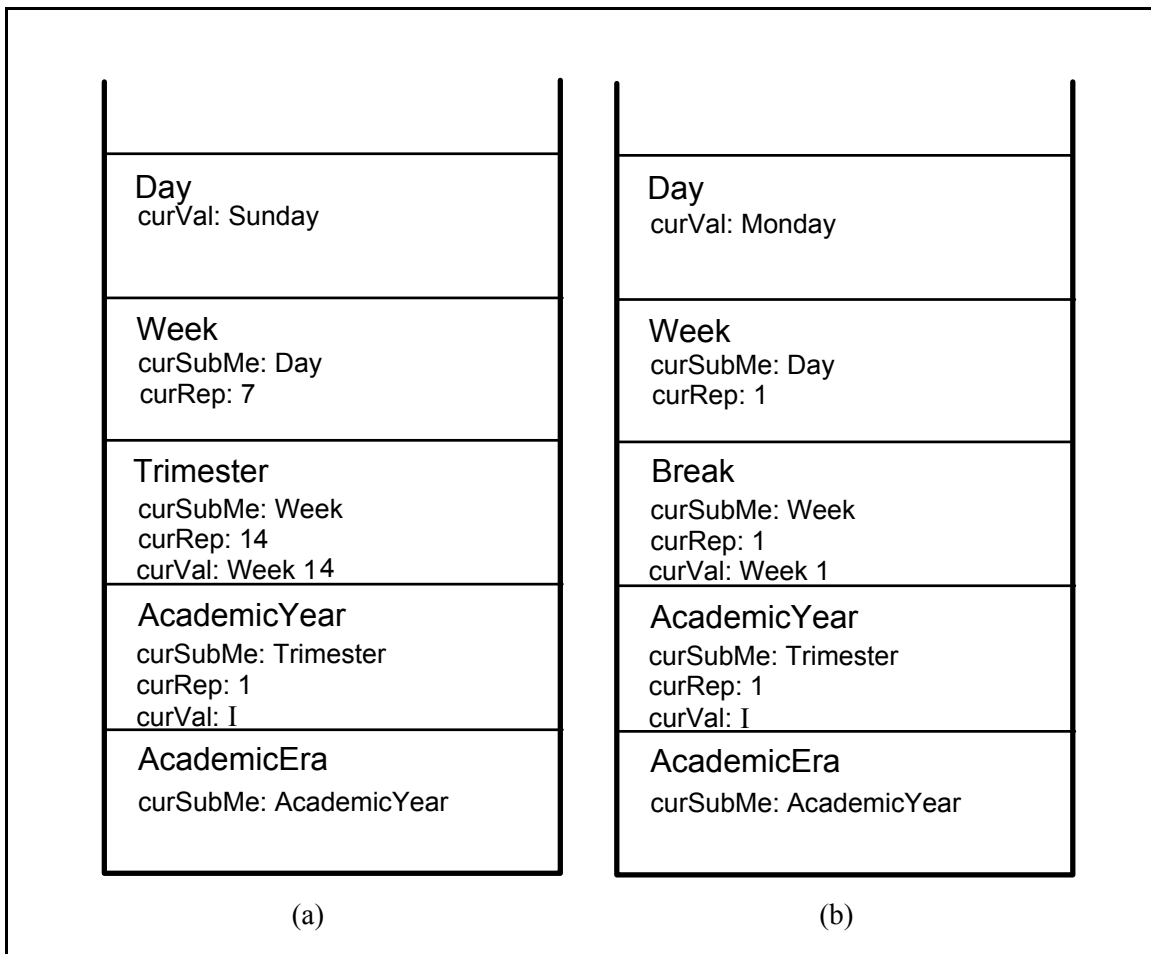 Day
curVal: Sunday
Week
curSubMe: Day
curRep: 7
Trimester
curSubMe: Week
curRep: 14
curVal: Week 14
AcademicYear
curSubMe: Trimester
curRep: 1
curVal: I
AcademicEra
curSubMe: AcademicYear
(a)
Day
curVal: Monday
Week
curSubMe: Day
curRep: 1
Break
curSubMe: Week
curRep: 1
curVal: Week 1
AcademicYear
curSubMe: Trimester
curRep: 1
curVal: I
AcademicEra
curSubMe: AcademicYear
(b)